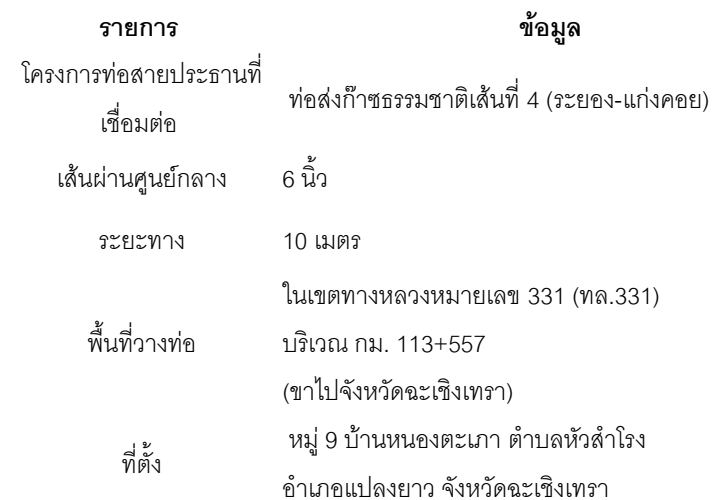 รายการ ข้อมูล
โครงการท่อสายประธานที่
เชื่อมต่อ
ท่อส่งก๊าซธรรมชาติเส้นที่ 4 (ระยอง-แก่งคอย)
เส้นผ่านศูนย์กลาง 6 นิ้ว
ระยะทาง 10 เมตร
พื้นที่วางท่อ
ในเขตทางหลวงหมายเลข 331 (ทล.331)
บริเวณ กม. 113+557
(ขาไปจังหวัดฉะเชิงเทรา)
ที่ตั้ง
หมู่ 9 บ้านหนองตะเภา ตำบลหัวสำโรง
อำเภอแปลงยาว จังหวัดฉะเชิงเทรา